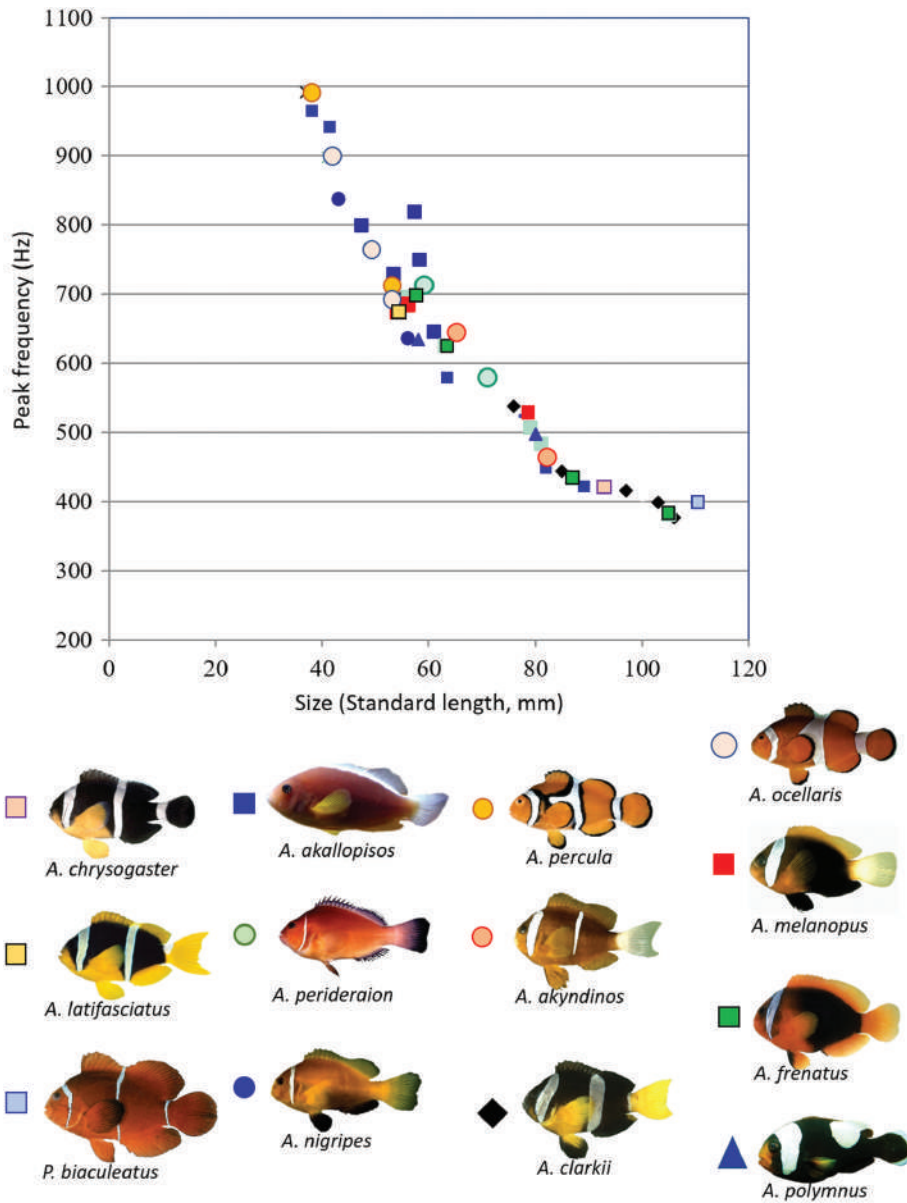 1100
1000
900
800
700
600
500
400
300
200
Peak frequency (Hz)
0 20 40 60 80 100 120
Size (Standard length, mm)
A. ocellaris
A. chrysogaster
A. akallopisos
A. percula
A. melanopus
A. latifasciatus
A. perideraion
A. akyndinos
A. frenatus
P. biaculeatus
A. nigripes
A. clarkii
A. polymnus